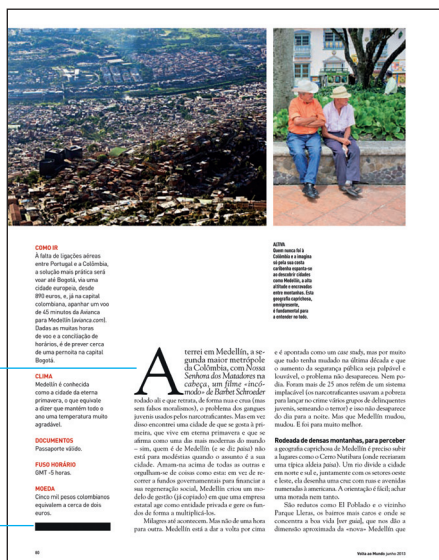 COMO IR
À falta de ligações aéreas
entre Portugal e a Colômbia,
a solução mais prática será
voar até Bogotá, via uma
cidade europeia, desde
890 euros, e, já na capital
colombiana, apanhar um voo
de 45 minutos da Avianca
para Medellín (avianca.com).
Dadas as muitas horas
de voo e a conciliação de
horários, é de prever cerca
de uma pernoita na capital
Bogotá.
CLIMA
Medellín é conhecida
como a cidade da eterna
primavera, o que equivale
a dizer que mantém todo o
ano uma temperatura muito
agradável.
DOCUMENTOS
Passaporte válido.
FUSO HORÁRIO
GMT -5 horas.
MOEDA
Cinco mil pesos colombianos
equivalem a cerca de dois
euros.
ALTIVA
Quem nunca foi à
Colômbia e a imagina
só pela sua costa
caribenha espanta-se
ao descobrir cidades
como Medellín, a alta
altitude e encravadas
entre montanhas. Esta
geografia caprichosa,
omnipresente,
é fundamental para
a entender no todo.
Aterrei em Medellín, a se-
gunda maior metrópole
da Colômbia, com Nossa
Senhora dos Matadores na
cabeça, um filme «incó-
modo» de Barbet Schroeder
rodado ali e que retrata, de forma nua e crua (mas
sem falsos moralismos), o problema dos gangues
juvenis usados pelos narcotraficantes. Mas em vez
disso encontrei uma cidade de que se gosta à pri-
meira, que vive em eterna primavera e que se
afirma como uma das mais modernas do mundo
– sim, quem é de Medellín (e se diz paisa) não
está para modéstias quando o assunto é a sua
cidade. Amam-na acima de todas as outras e
orgulham-se de coisas como esta: em vez de re-
correr a fundos governamentais para financiar a
sua regeneração social, Medellín criou um mo-
delo de gestão (já copiado) em que uma empresa
estatal age como entidade privada e gere os fun-
dos de forma a multiplicá-los.
Milagres até acontecem. Mas não de uma hora
para outra. Medellín está a dar a volta por cima
e é apontada como um case study, mas por muito
que tudo tenha mudado na última década e que
o aumento da segurança pública seja palpável e
louvável, o problema não desapareceu. Nem po-
dia. Foram mais de 25 anos refém de um sistema
implacável (os narcotraficantes usavam a pobreza
para lançar no crime vários grupos de delinquentes
juvenis, semeando o terror) e isso não desaparece
do dia para a noite. Mas que Medellín mudou,
mudou. E foi para muito melhor.
Rodeada de densas montanhas, para perceber
a geografia caprichosa de Medellín é preciso subir
a lugares como o Cerro Nutibara (onde recriaram
uma típica aldeia paisa). Um rio divide a cidade
em norte e sul e, juntamente com os setores oeste
e leste, ela desenha uma cruz com ruas e avenidas
numeradas à americana. A orientação é fácil; achar
uma morada nem tanto.
São redutos como El Poblado e o vizinho
Parque Lleras, os bairros mais caros e onde se
concentra a boa vida [ver guia], que nos dão a
dimensão aproximada da «nova» Medellín que
80
Volta ao Mundo junho 2015